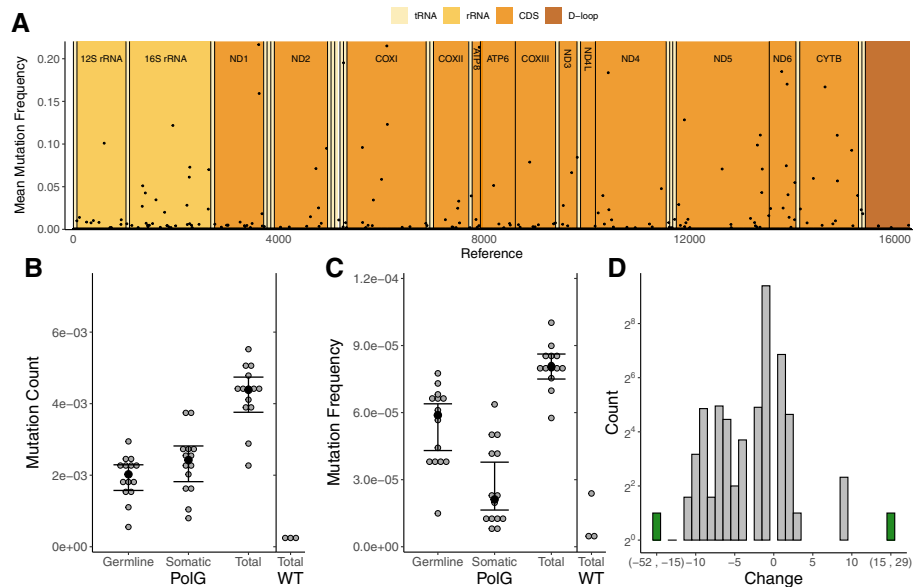 tRNA rRNA CDS D-loop
A
Mean Mutation Frequency
0.20
0.15
0.10
0.05
0.00
12S rRNA 16S rRNA ND1 ND2 COXI COXII ATP8 ATP6 COXIII ND3 ND4L ND4 ND5 ND6 CYTB
0 4000 8000 12000 16000
Reference
B
Mutation Count
6e-03
4e-03
2e-03
0e+00
Germline Somatic Total Total
PolG WT
C
Mutation Frequency
1.2e-04
9.0e-05
6.0e-05
3.0e-05
0.0e+00
Germline Somatic Total Total
PolG WT
D
Count
2^8
2^6
2^4
2^2
2^0
(−52 , −15) −10 −5 0 5 10 (15 , 29)
Change